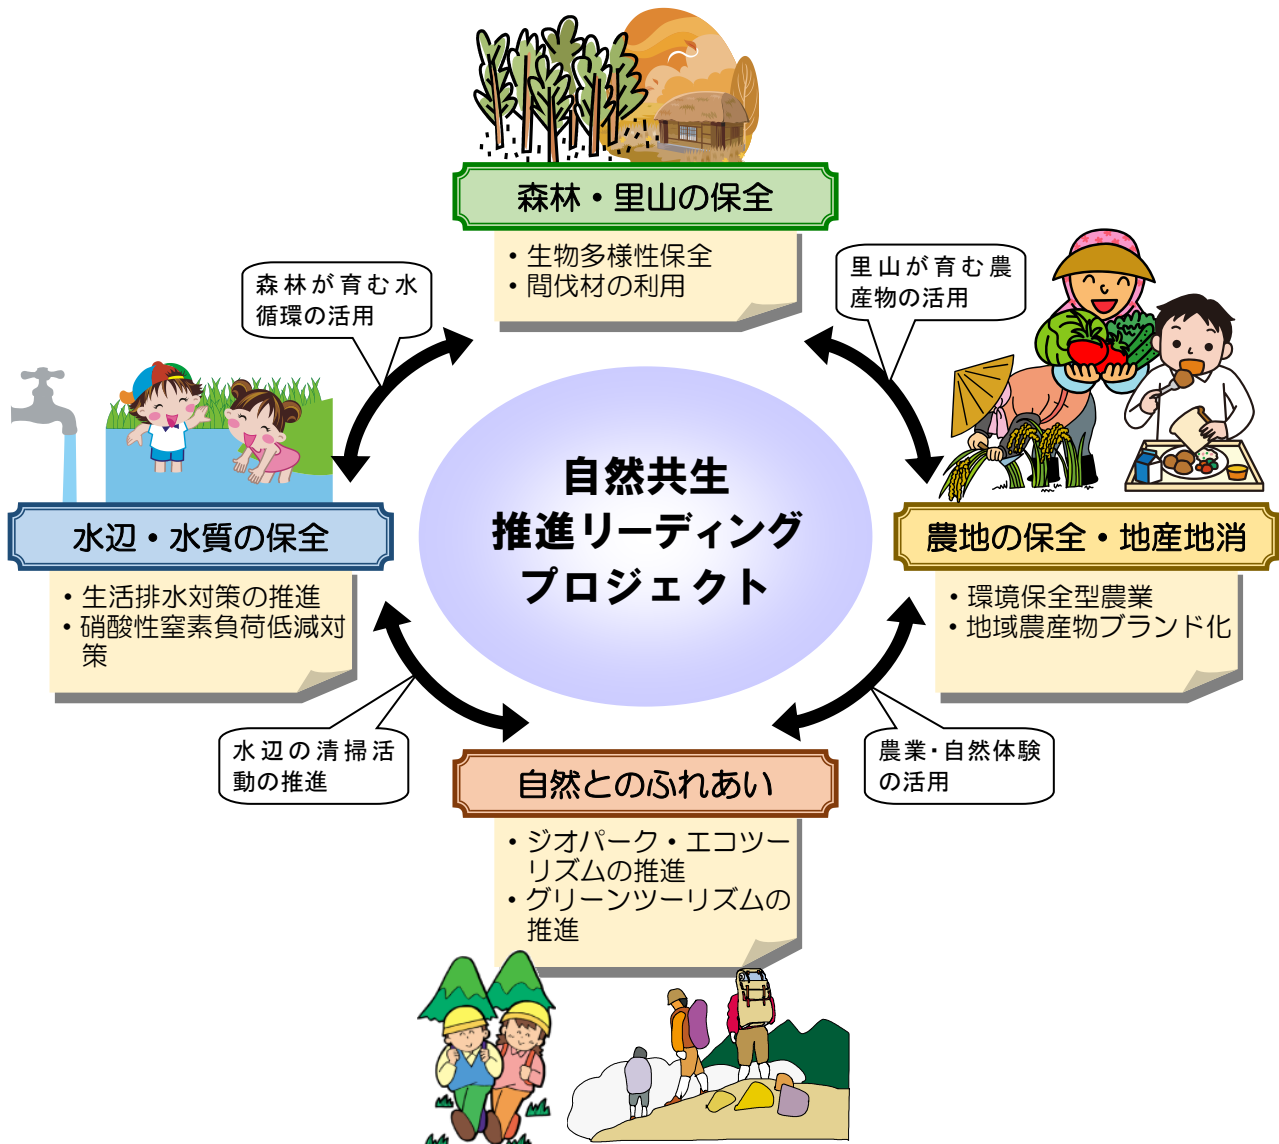 森林・里山の保全
・生物多様性保全
・間伐材の利用
森林が育む水
循環の活用
里山が育む農
産物の活用
自然共生
推進リーディング
プロジェクト
水辺・水質の保全
・生活排水対策の推進
・硝酸性窒素負荷低減対
策
農地の保全・地産地消
・環境保全型農業
・地域農産物ブランド化
水辺の清掃活
動の推進
農業・自然体験
の活用
自然とのふれあい
・ジオパーク・エコツー
リズムの推進
・グリーンツーリズムの
推進